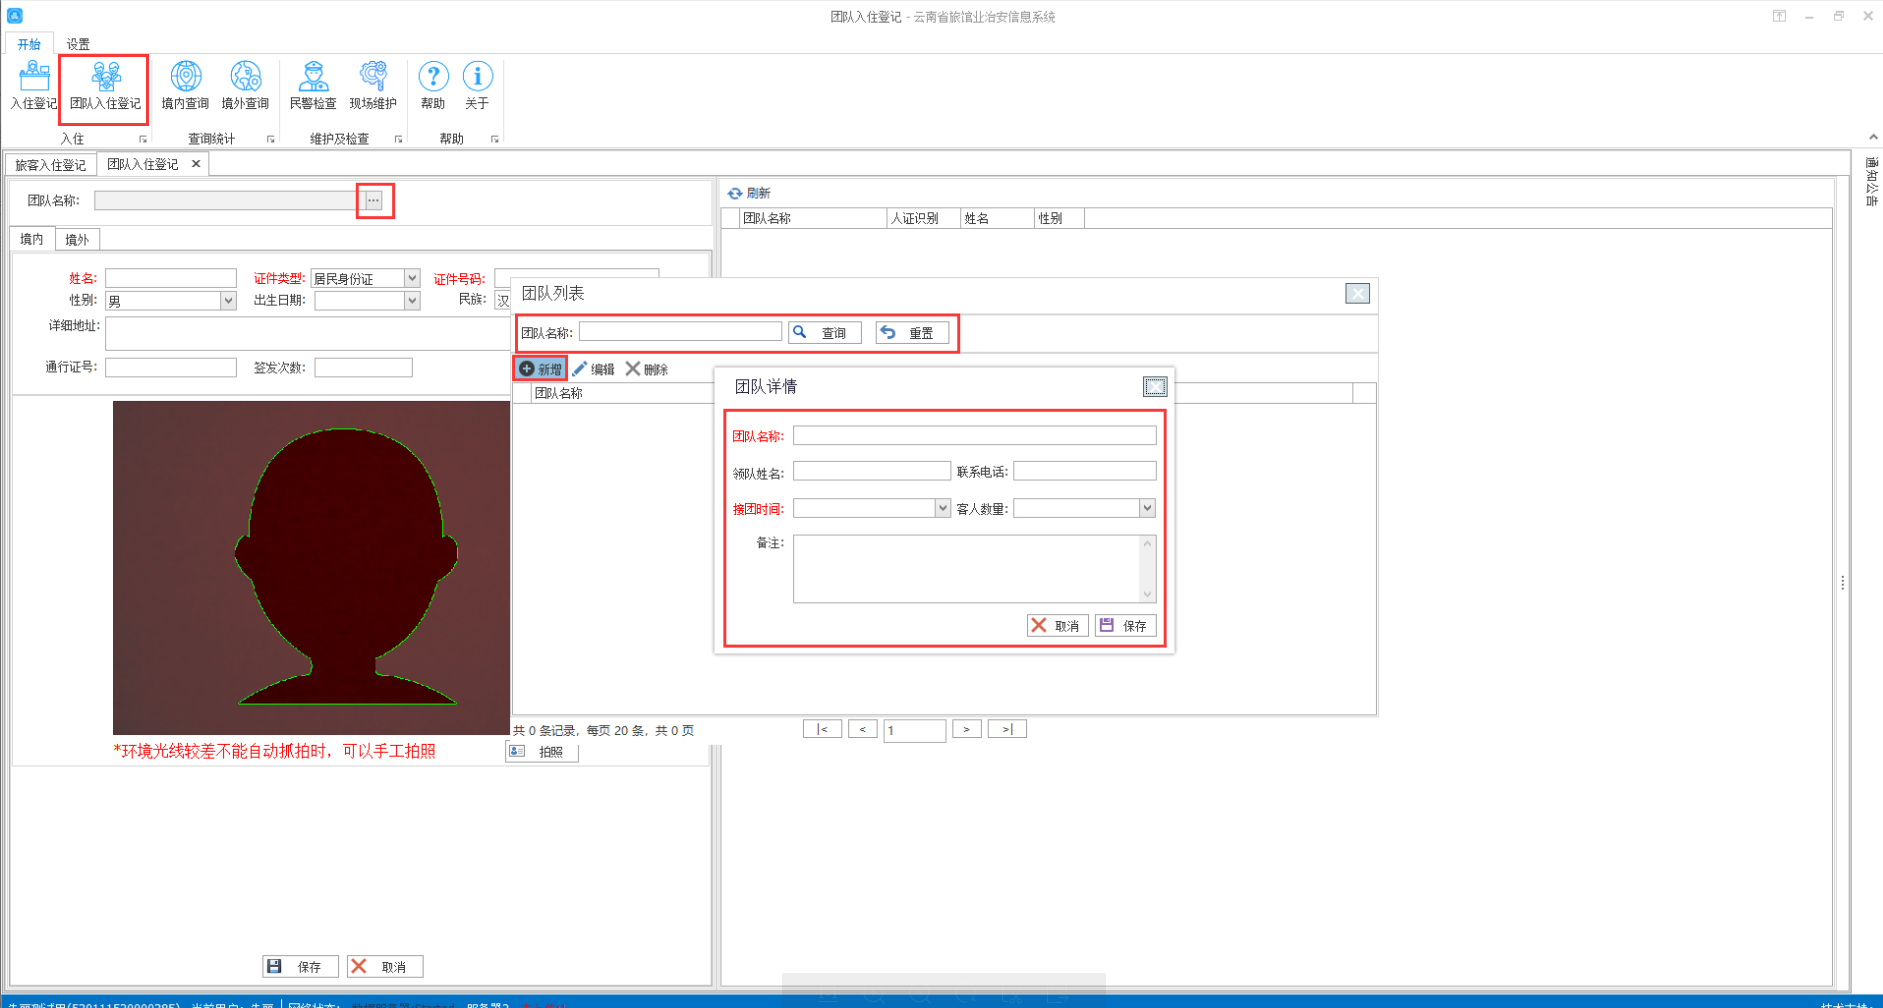 团队入住登记 - 云南省旅馆业治安信息系统
开始 设置
入住登记 团队入住登记 境内查询 境外查询 民警检查 现场维护 帮助 关于
入住 查询统计 维护及检查 帮助
旅客入住登记 团队入住登记
通知公告
团队名称: ...
刷新
团队名称 人证识别 姓名 性别
境内 境外
姓名: 证件类型: 居民身份证 证件号码:
性别: 男 出生日期: 民族: 汉
详细地址:
通行证号: 签发次数:
团队列表
团队名称: 查询 重置
新增 编辑 删除
团队名称
团队详情
团队名称:
领队姓名: 联系电话:
接团时间: 客人数量:
备注:
取消 保存
共 0 条记录，每页 20 条，共 0 页 |< < 1 > >|
*环境光线较差不能自动抓拍时，可以手工拍照 拍照
保存 取消